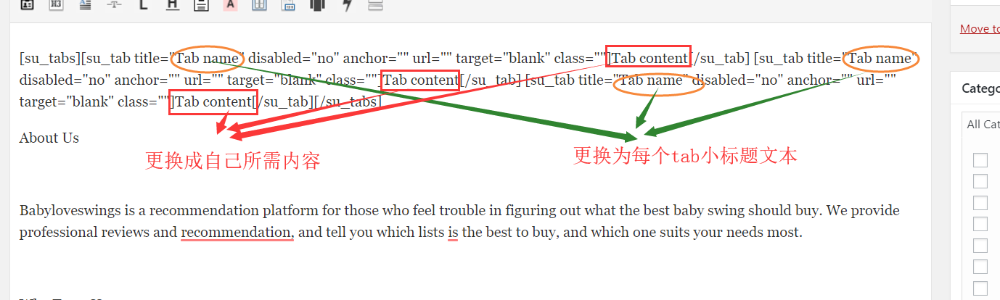 H3
T
L
H
A
[su_tabs][su_tab title="Tab name" disabled="no" anchor="" url="" target="blank" class=""]Tab content[/su_tab] [su_tab title="Tab name"
disabled="no" anchor="" url="" target="blank" class=""]Tab content[/su_tab] [su_tab title="Tab name" disabled="no" anchor="" url=""
target="blank" class=""]Tab content[/su_tab][/su_tabs]
About Us
更换成自己所需内容
更换为每个tab小标题文本
Babyloveswings is a recommendation platform for those who feel trouble in figuring out what the best baby swing should buy. We provide
professional reviews and recommendation, and tell you which lists is the best to buy, and which one suits your needs most.
Move to
Catego
All Cat